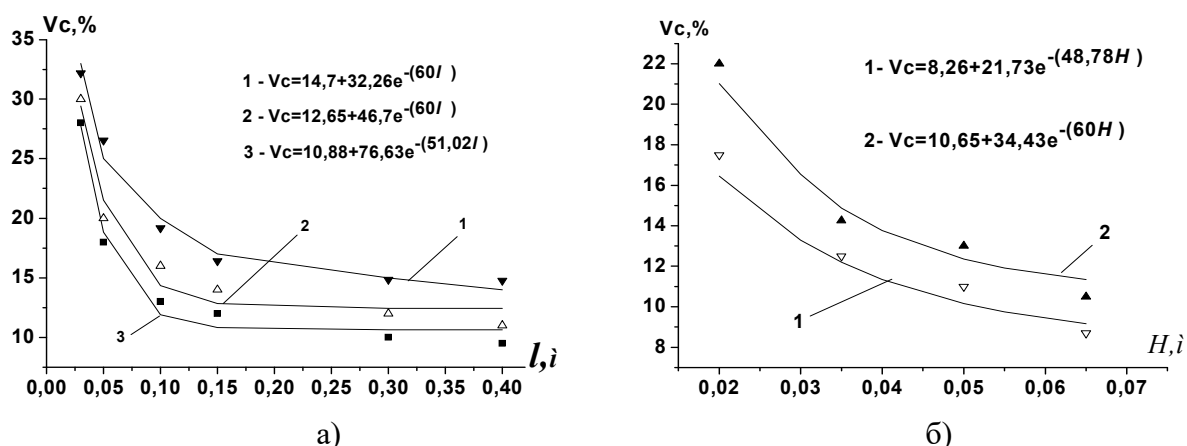 Vc,%
35
30
25
20
15
10
0,00 0,05 0,10 0,15 0,20 0,25 0,30 0,35 0,40
l,ì
1 - Vc=14,7+32,26e^-(60l )
2 - Vc=12,65+46,7e^-(60l )
3 - Vc=10,88+76,63e^-(51,02l )
2
1
3
а)
Vc,%
22
20
18
16
14
12
10
8
0,02 0,03 0,04 0,05 0,06 0,07
H,ì
1- Vc=8,26+21,73e^-(48,78H )
2- Vc=10,65+34,43e^-(60H )
2
1
б)